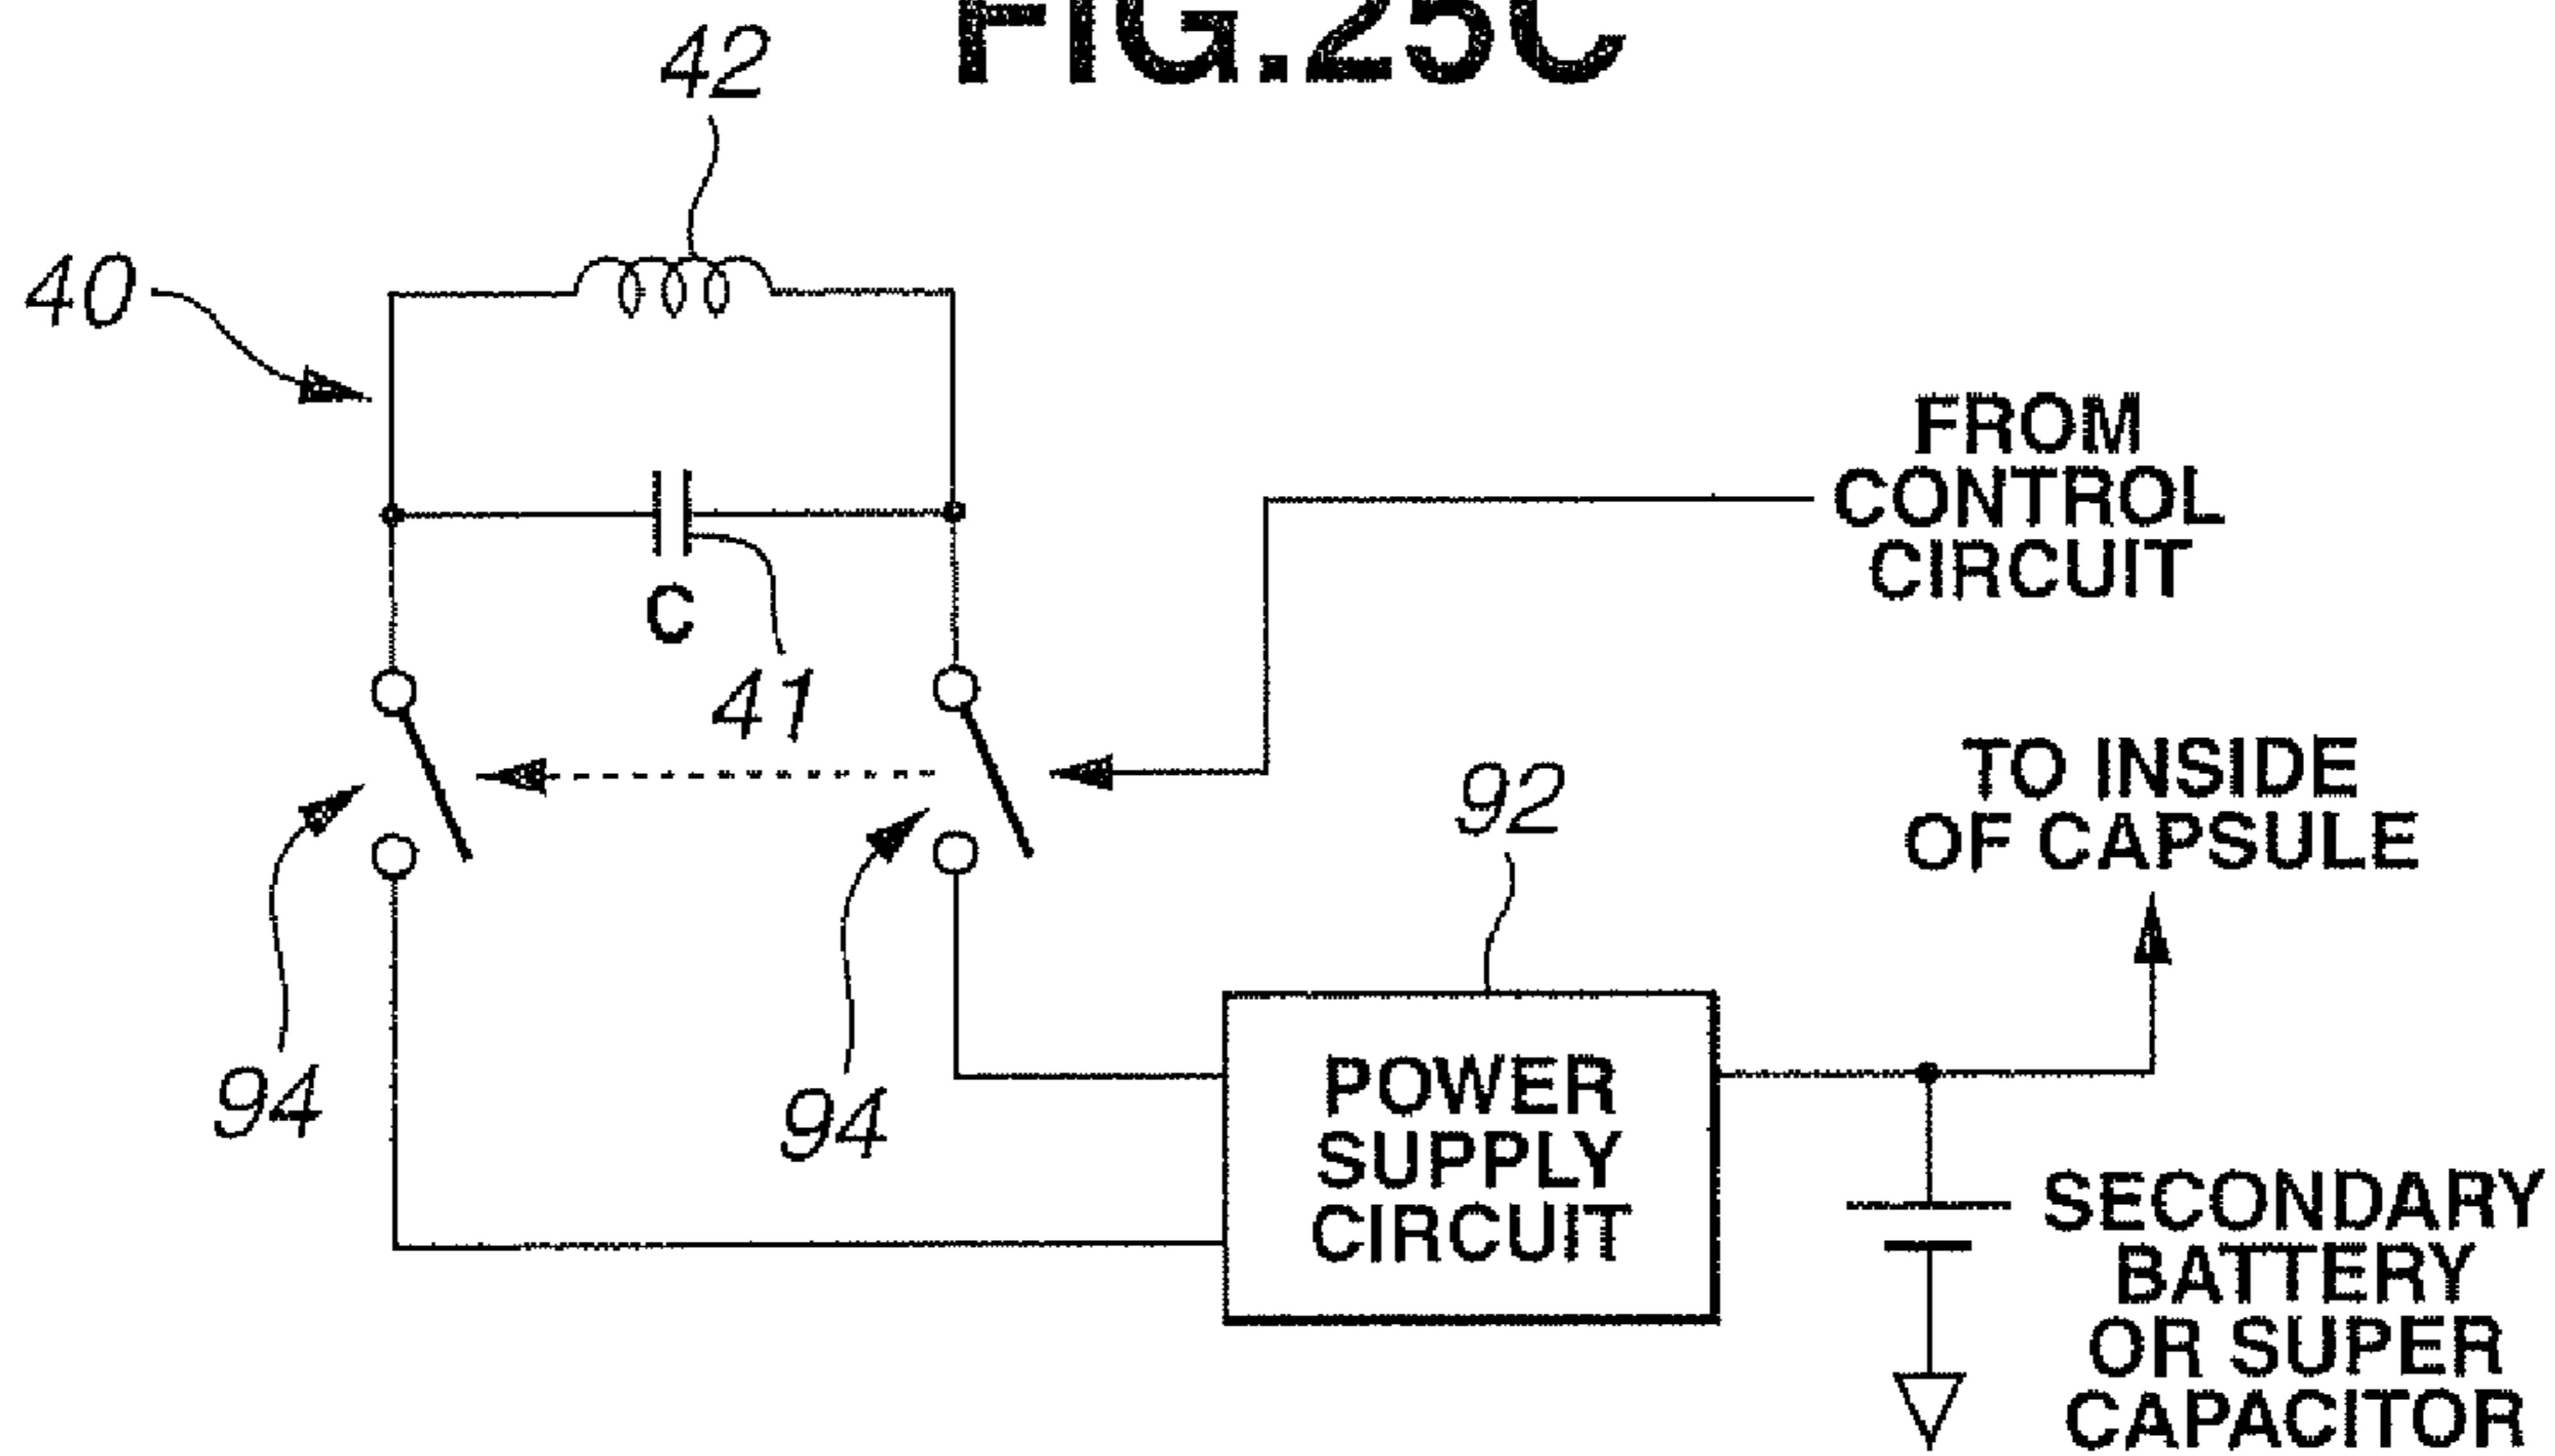 FIG.25C
42
40
FROM
CONTROL
CIRCUIT
C
41
TO INSIDE
OF CAPSULE
92
94
94
POWER
SUPPLY
CIRCUIT
SECONDARY
BATTERY
OR SUPER
CAPACITOR